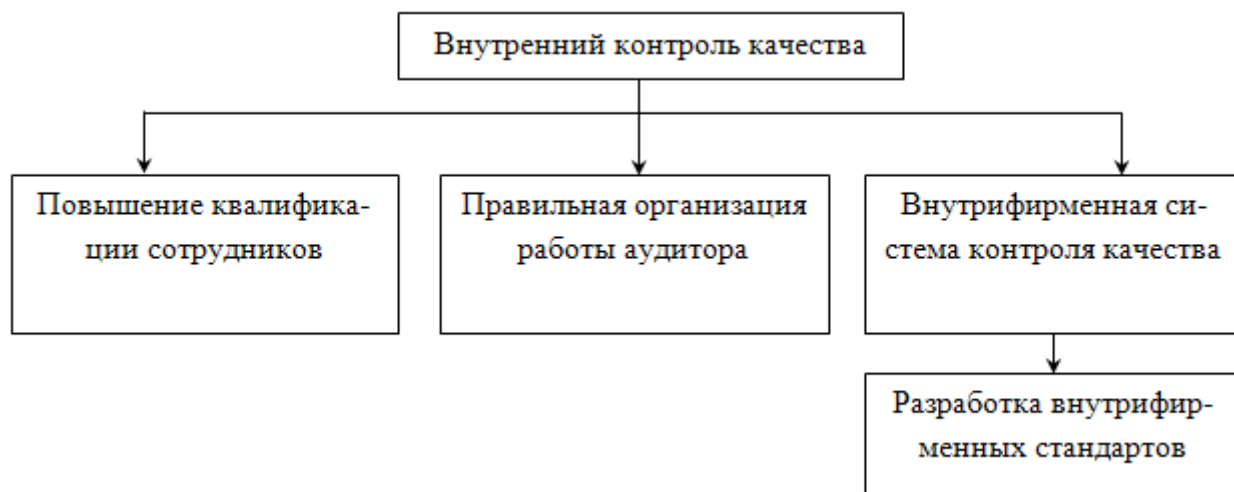 Внутренний контроль качества
Повышение квалифика-
ции сотрудников
Правильная организация
работы аудитора
Внутрифирменная си-
стема контроля качества
Разработка внутрифир-
менных стандартов